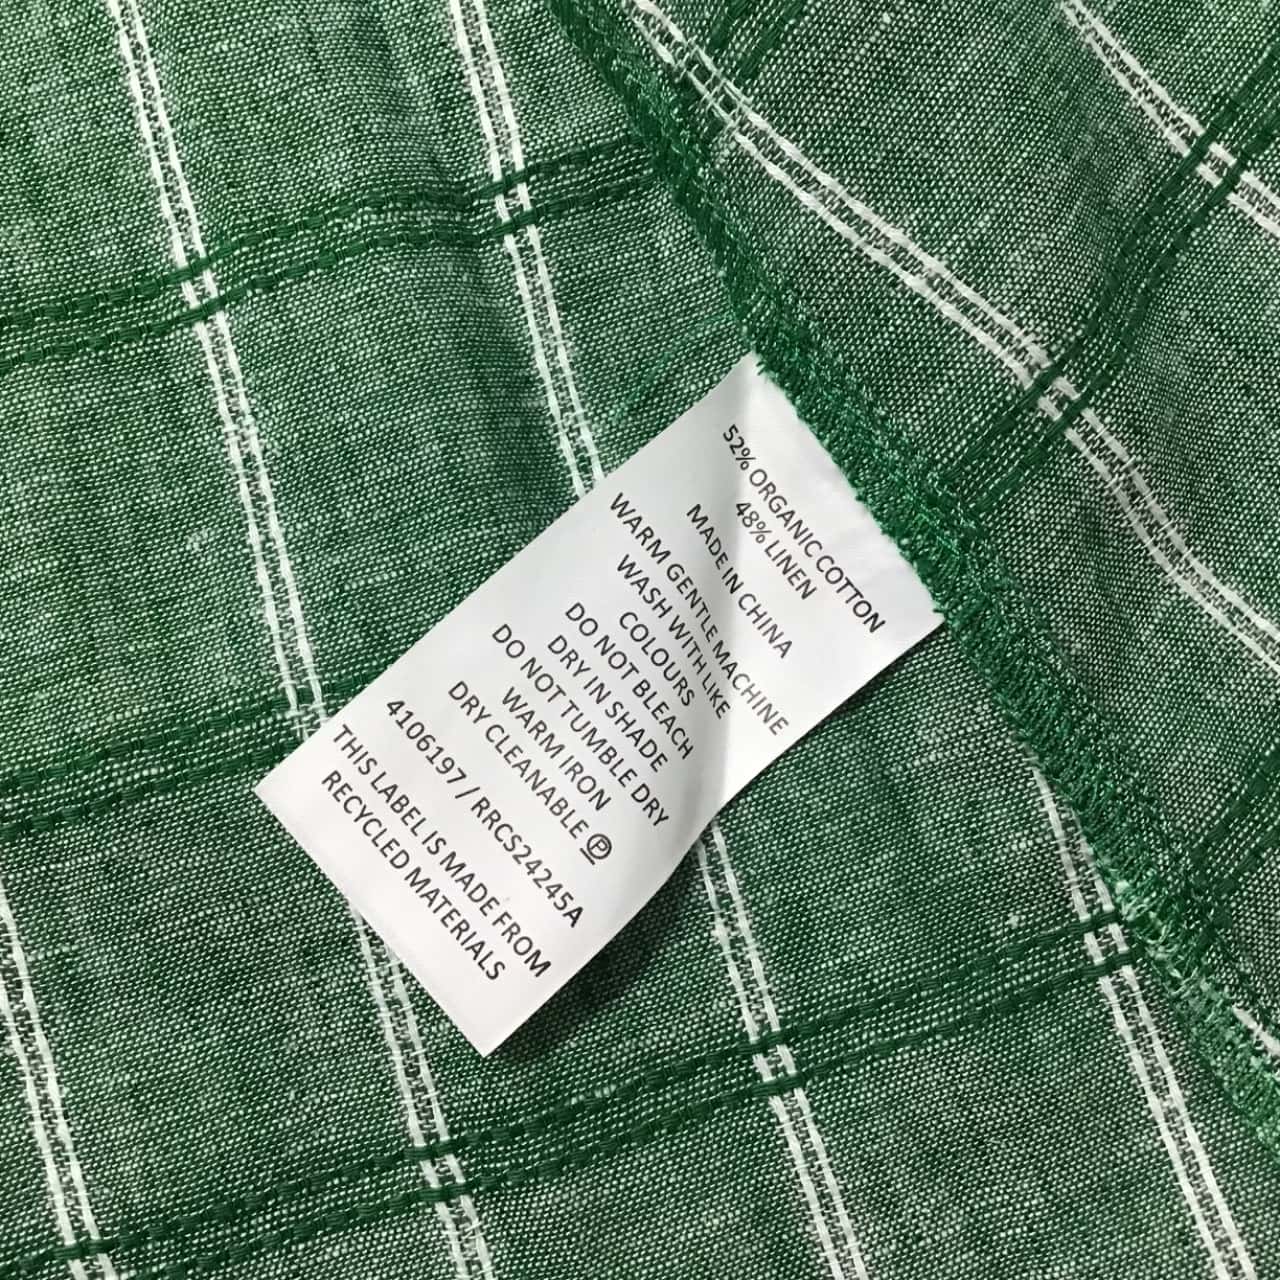 52% ORGANIC COTTON
48% LINEN
MADE IN CHINA
WARM GENTLE MACHINE
WASH WITH LIKE
COLOURS
DO NOT BLEACH
DRY IN SHADE
DO NOT TUMBLE DRY
WARM IRON
DRY CLEANABLE Ⓟ
4106197 / RRCS24245A
THIS LABEL IS MADE FROM
RECYCLED MATERIALS